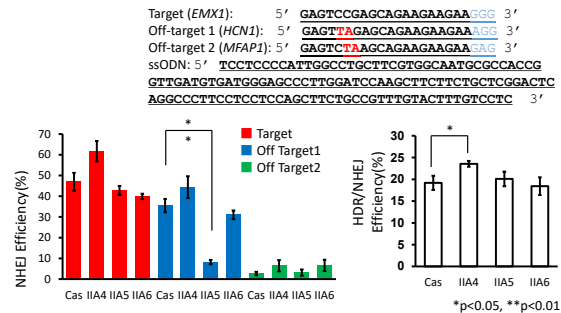 Target (EMX1): 5’ GAGTCCGAGCAGAAGAAGAAGGG 3’
Off-target 1 (HCN1): 5’ GAGTTAGAGCAGAAGAAGAAAGG 3’
Off-target 2 (MFAP1): 5’ GAGTCTAAGCAGAAGAAGAAGAG 3’
ssODN: 5’ TCCTCCCCATTGGCCTGCTTCGTGGCAATGCGCCACCG
GTTGATGTGATGGGAGCCCTTGGATCCAAGCTTCTTCTGCTCGGACTC
AGGCCCTTCCTCCTCCAGCTTCTGCCGTTTGTACTTTGTCCTC 3’
NHEJ Efficiency(%)
70
60
50
40
30
20
10
0
*
*
Target
Off Target1
Off Target2
Cas IIA4 IIA5 IIA6 Cas IIA4 IIA5 IIA6 Cas IIA4 IIA5 IIA6
HDR/NHEJ
Efficiency(%)
30
25
20
15
10
5
0
*
Cas IIA4 IIA5 IIA6
*p<0.05, **p<0.01